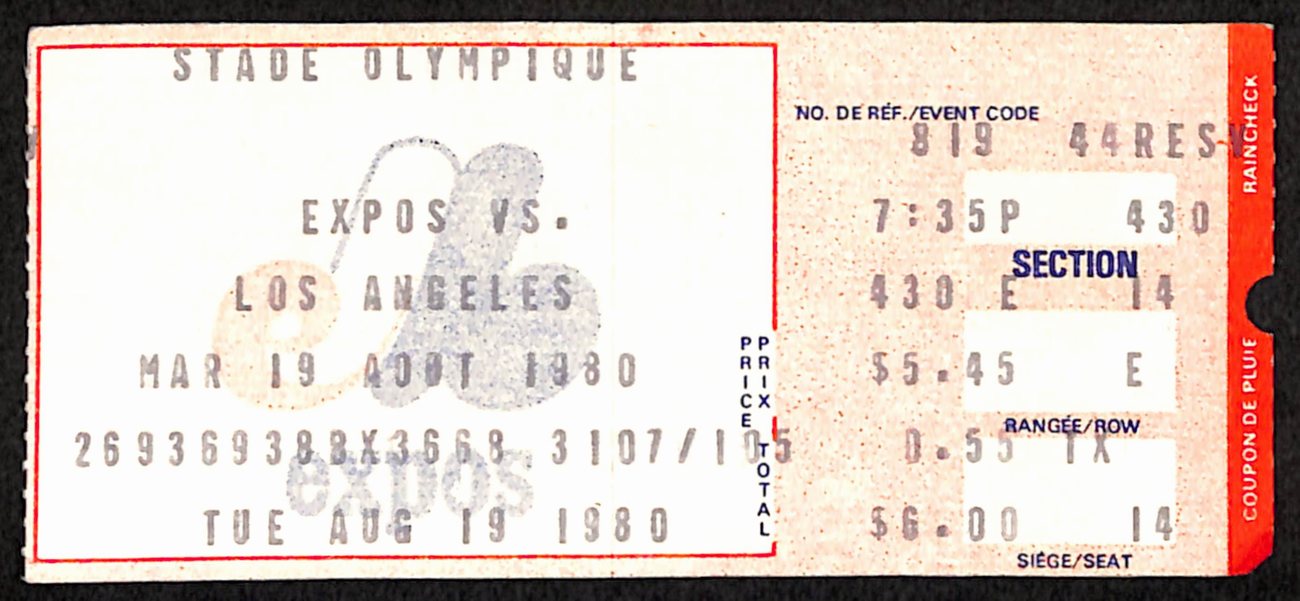 STADE OLYMPIQUE
EXPOS VS.
LOS ANGELES
MAR 19 AOUT 1980
269369388BX3668 3107/105
expos
TUE AUG 19 1980
PRICE
PRIX TOTAL
NO. DE RÉF./EVENT CODE
819 44RESV
7:35P 430
SECTION
430 E 14
$5.45 E
RANGÉE/ROW
0.55 TX
$6.00 14
SIÈGE/SEAT
RAINCHECK
COUPON DE PLUIE